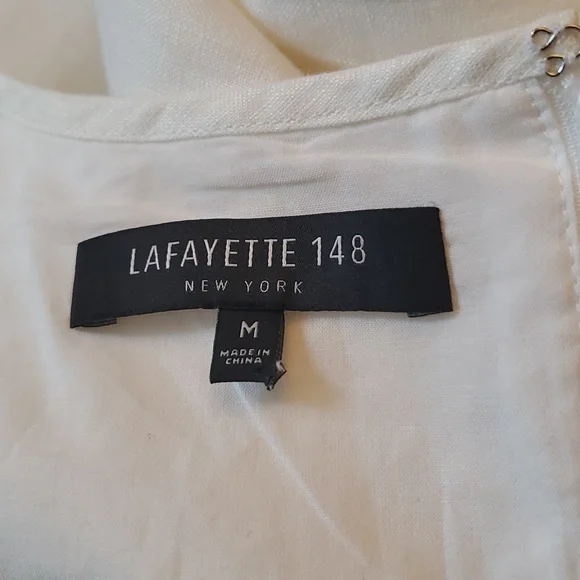 LAFAYETTE 148
NEW YORK
M
MADE IN
CHINA